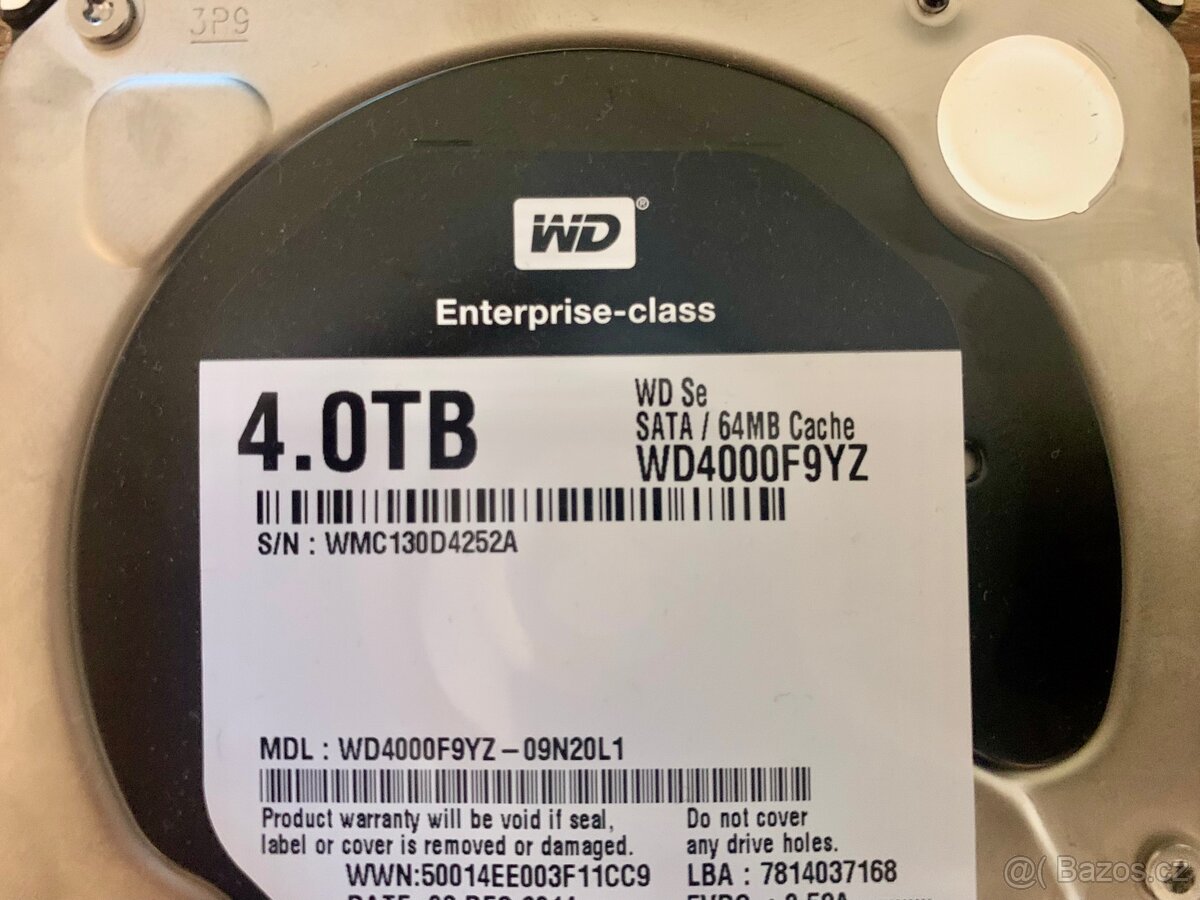 3P9
WD®
Enterprise-class
4.0TB
WD Se
SATA / 64MB Cache
WD4000F9YZ
S/N : WMC130D4252A
MDL : WD4000F9YZ – 09N20L1
Product warranty will be void if seal,
label or cover is removed or damaged.
Do not cover
any drive holes.
WWN:50014EE003F11CC9
LBA : 7814037168
@( Bazos.cz